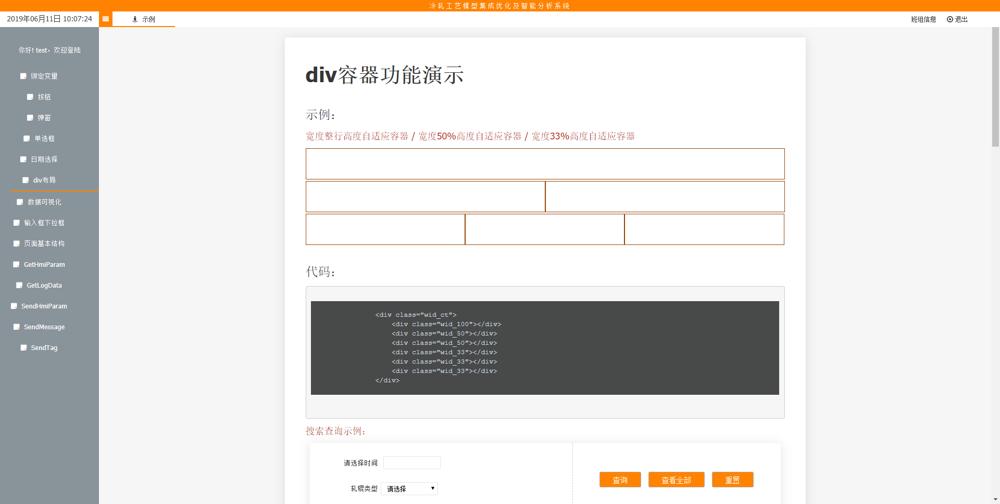 冷轧工艺模型集成优化及智能分析系统
2019年06月11日 10:07:24
示例
班组信息
退出
你好! test，欢迎登陆
绑定变量
按钮
弹窗
单选框
日期选择
div布局
数据可视化
输入框下拉框
页面基本结构
GetHmiParam
GetLogData
SendHmiParam
SendMessage
SendTag
div容器功能演示
示例：
宽度整行高度自适应容器 / 宽度50%高度自适应容器 / 宽度33%高度自适应容器
代码：
<div class="wid_ct">
<div class="wid_100"></div>
<div class="wid_50"></div>
<div class="wid_50"></div>
<div class="wid_33"></div>
<div class="wid_33"></div>
<div class="wid_33"></div>
</div>
搜索查询示例：
请选择时间
轧辊类型 请选择
查询 查看全部 重置